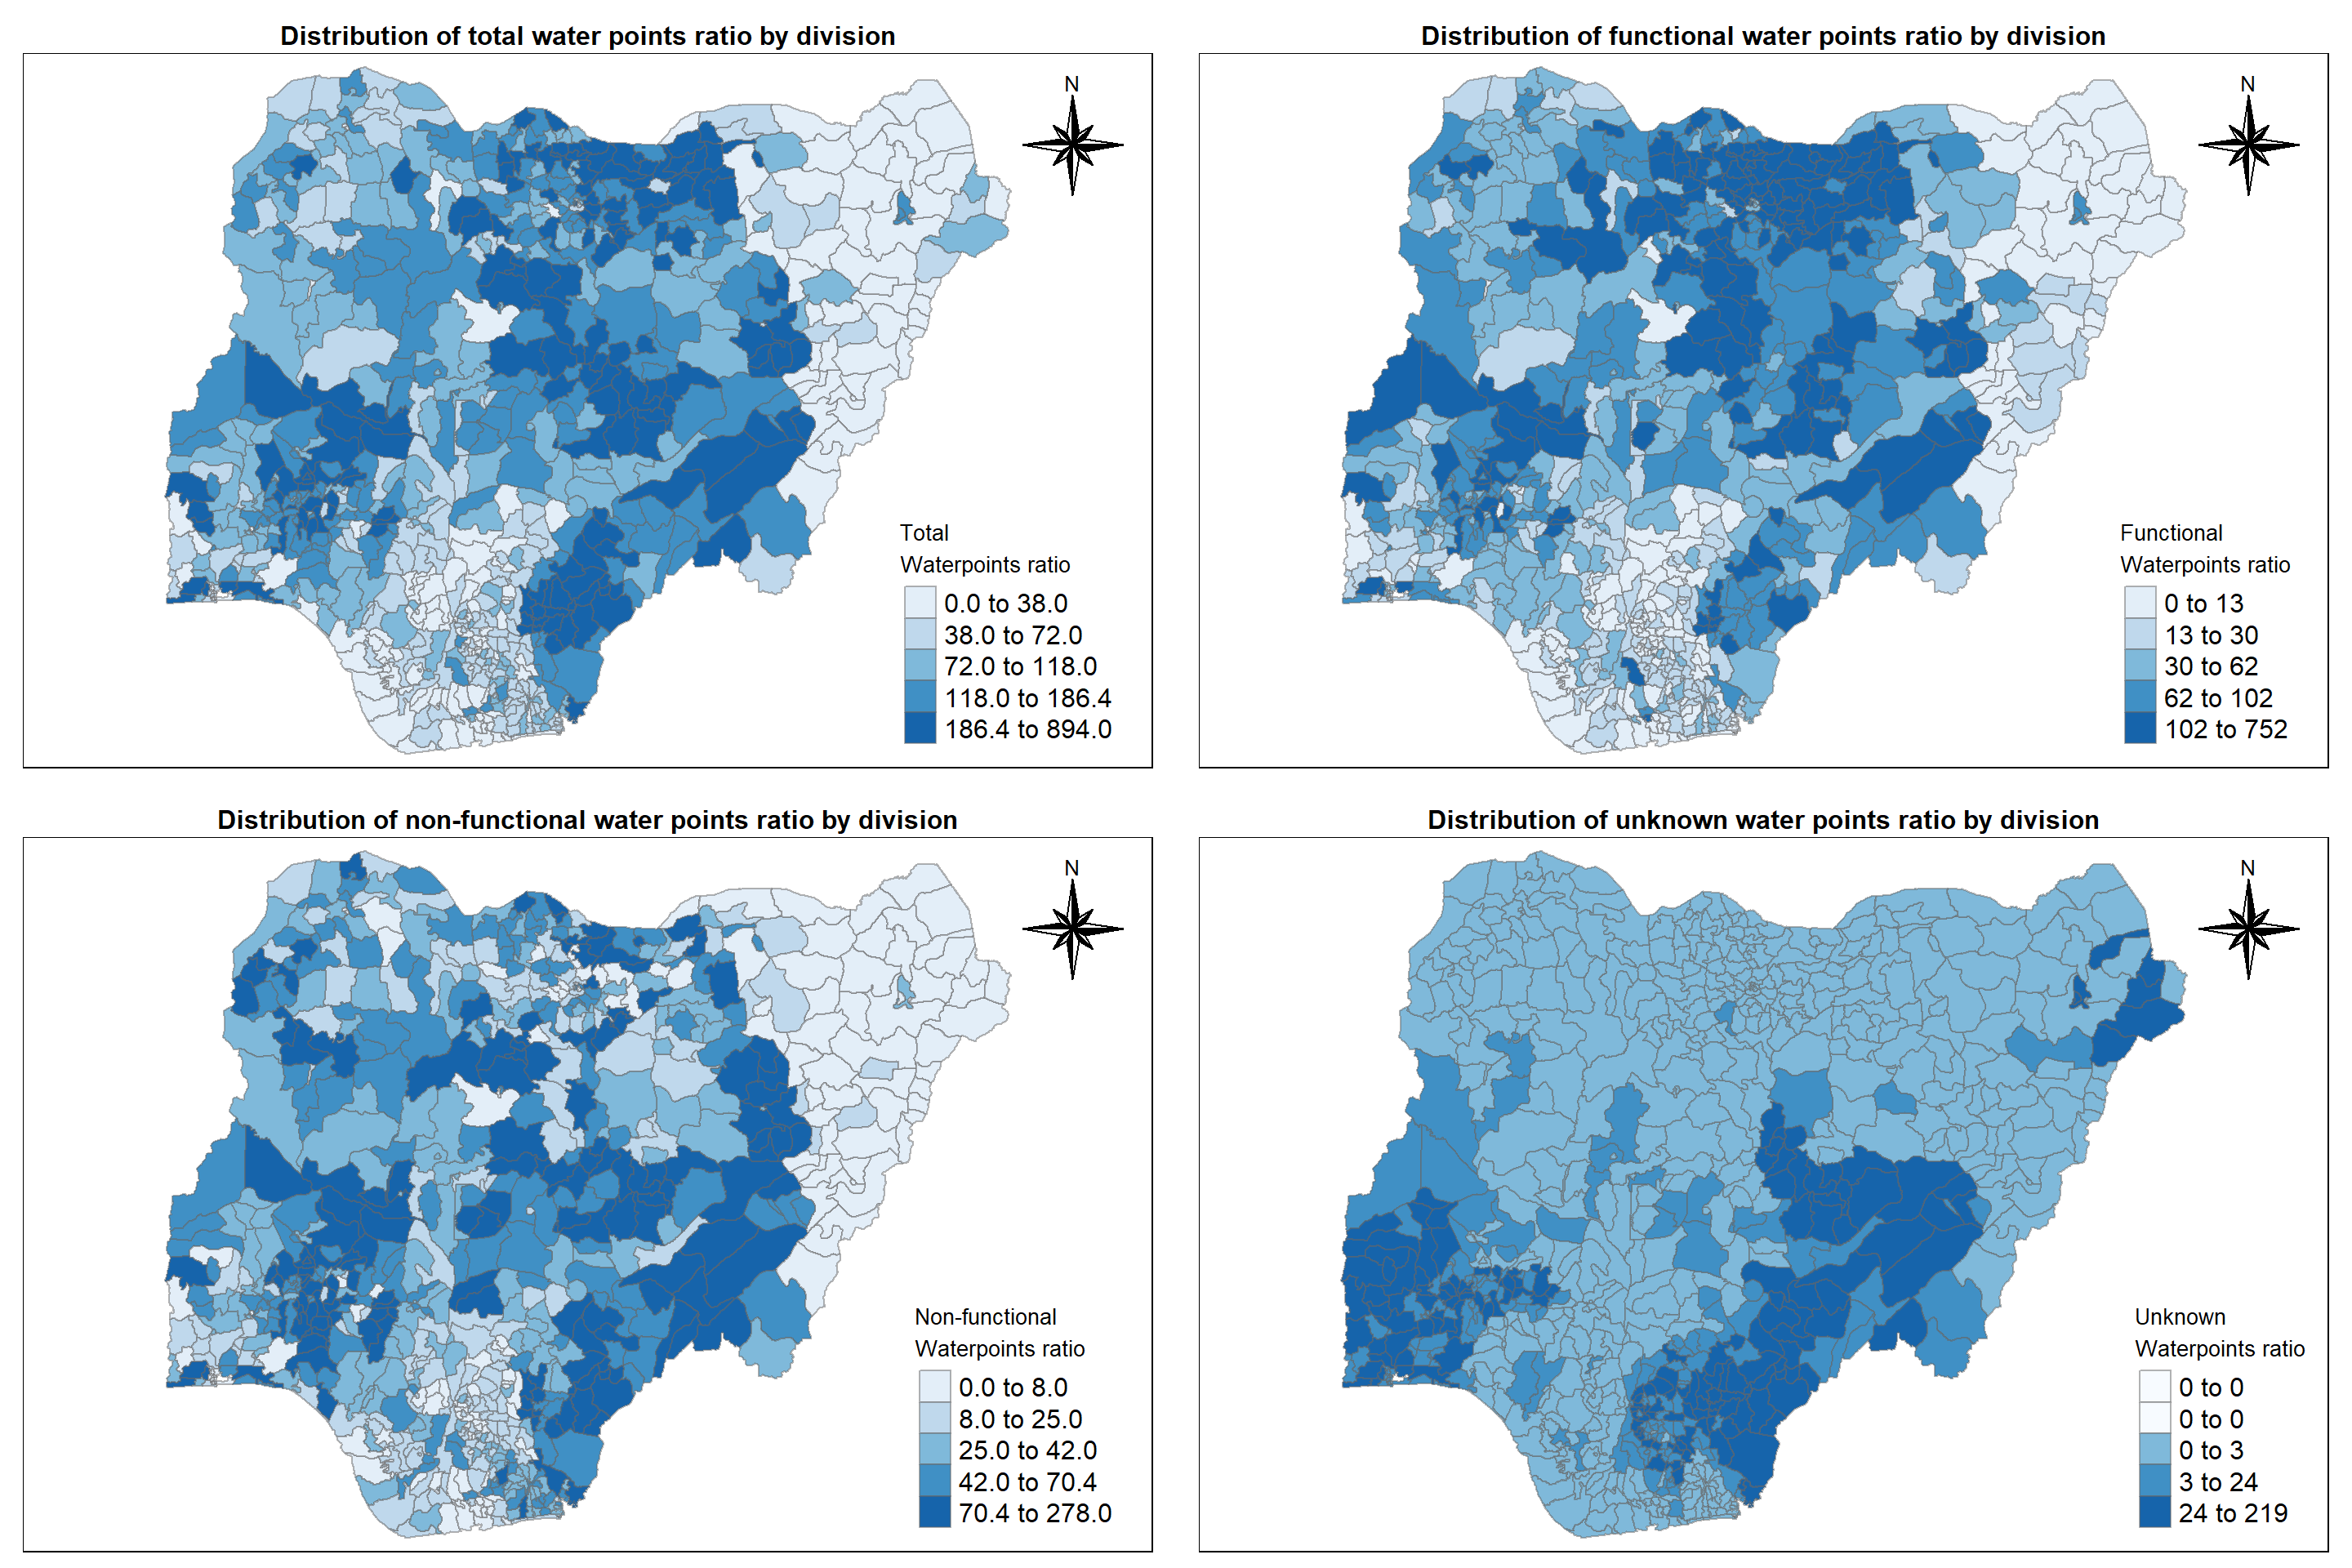 Distribution of total water points ratio by division
N
Total
Waterpoints ratio
0.0 to 38.0
38.0 to 72.0
72.0 to 118.0
118.0 to 186.4
186.4 to 894.0
Distribution of functional water points ratio by division
N
Functional
Waterpoints ratio
0 to 13
13 to 30
30 to 62
62 to 102
102 to 752
Distribution of non-functional water points ratio by division
N
Non-functional
Waterpoints ratio
0.0 to 8.0
8.0 to 25.0
25.0 to 42.0
42.0 to 70.4
70.4 to 278.0
Distribution of unknown water points ratio by division
N
Unknown
Waterpoints ratio
0 to 0
0 to 0
0 to 3
3 to 24
24 to 219